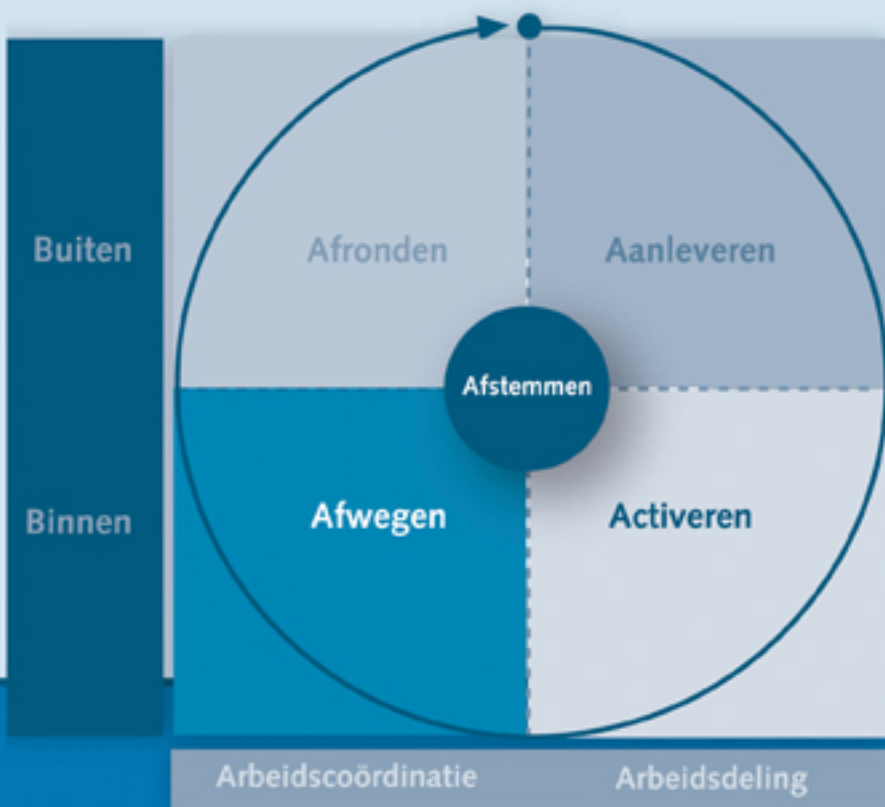 Buiten
Afronden
Aanleveren
Afstemmen
Binnen
Afwegen
Activeren
Arbeidscoördinatie
Arbeidsdeling